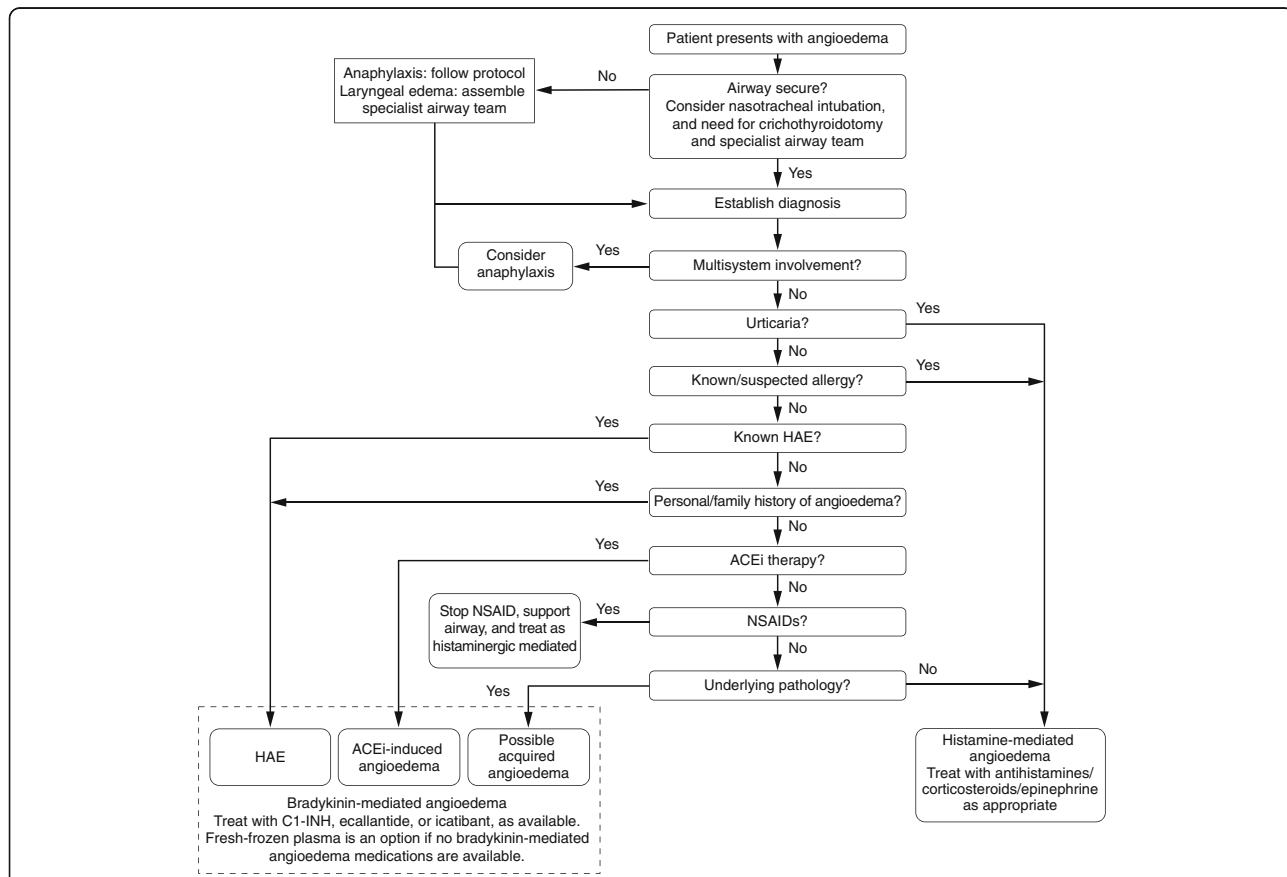 Patient presents with angioedema
Anaphylaxis: follow protocol
Laryngeal edema: assemble
specialist airway team
No
Airway secure?
Consider nasotracheal intubation,
and need for crichothyroidotomy
and specialist airway team
Yes
Establish diagnosis
Consider
anaphylaxis
Yes
Multisystem involvement?
No
Urticaria?
Yes
No
Known/suspected allergy?
Yes
No
Yes
Known HAE?
No
Yes
Personal/family history of angioedema?
No
Yes
ACEi therapy?
No
Stop NSAID, support
airway, and treat as
histaminergic mediated
Yes
NSAIDs?
No
Yes
Underlying pathology?
No
HAE
ACEi-induced
angioedema
Possible
acquired
angioedema
Bradykinin-mediated angioedema
Treat with C1-INH, ecallantide, or icatibant, as available.
Fresh-frozen plasma is an option if no bradykinin-mediated
angioedema medications are available.
Histamine-mediated
angioedema
Treat with antihistamines/
corticosteroids/epinephrine
as appropriate